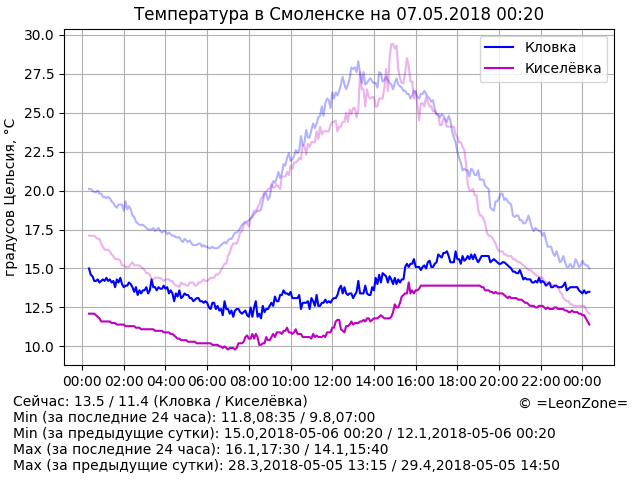 Температура в Смоленске на 07.05.2018 00:20
Кловка
Киселёвка
градусов Цельсия, °C
30.0
27.5
25.0
22.5
20.0
17.5
15.0
12.5
10.0
00:00 02:00 04:00 06:00 08:00 10:00 12:00 14:00 16:00 18:00 20:00 22:00 00:00
Сейчас: 13.5 / 11.4 (Кловка / Киселёвка)
© =LeonZone=
Min (за последние 24 часа): 11.8,08:35 / 9.8,07:00
Min (за предыдущие сутки): 15.0,2018-05-06 00:20 / 12.1,2018-05-06 00:20
Max (за последние 24 часа): 16.1,17:30 / 14.1,15:40
Max (за предыдущие сутки): 28.3,2018-05-05 13:15 / 29.4,2018-05-05 14:50